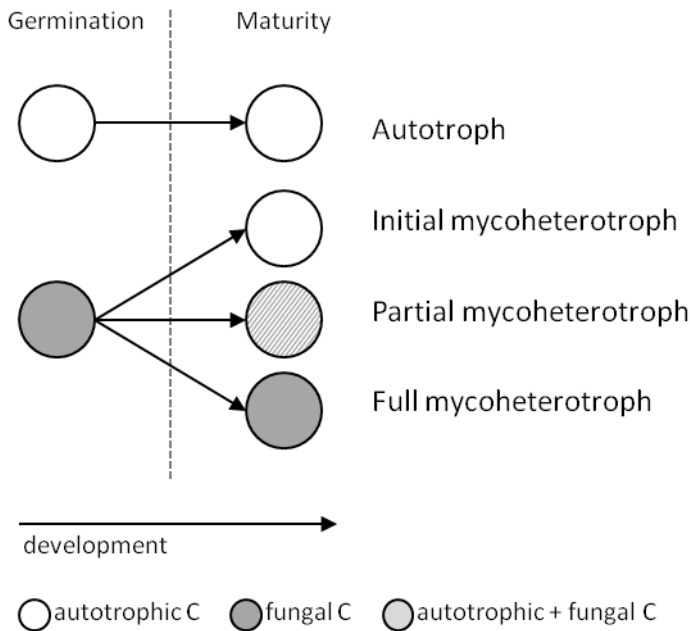 Germination
Maturity
Autotroph
Initial mycoheterotroph
Partial mycoheterotroph
Full mycoheterotroph
development
autotrophic C
fungal C
autotrophic + fungal C